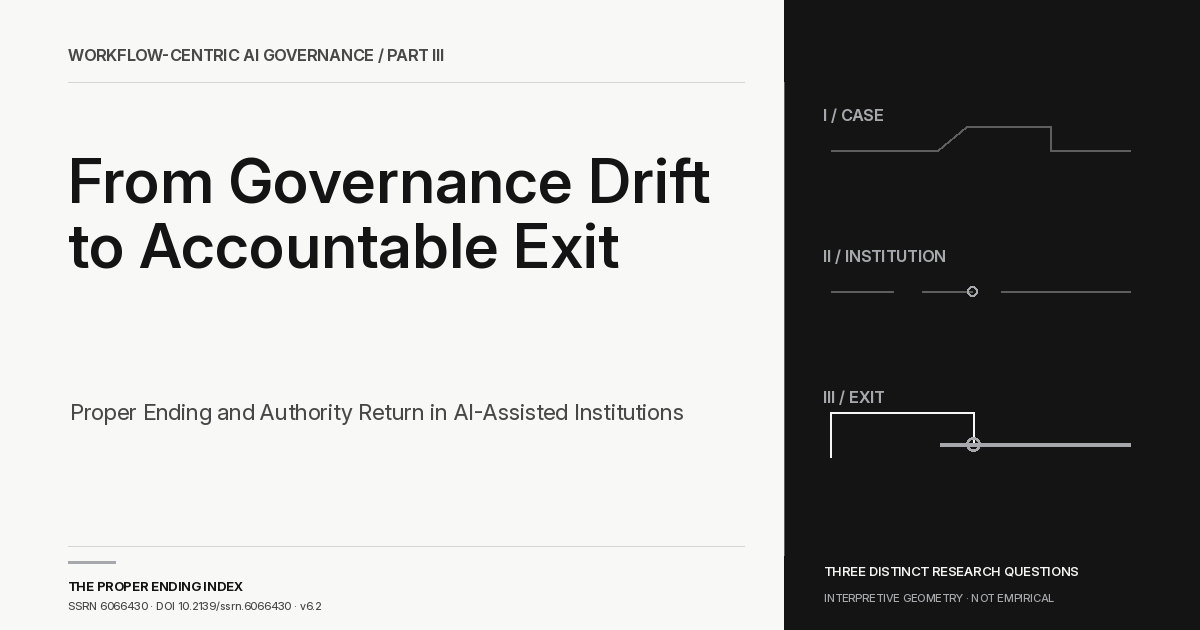 WORKFLOW-CENTRIC AI GOVERNANCE / PART III
From Governance Drift
to Accountable Exit
Proper Ending and Authority Return in AI-Assisted Institutions
THE PROPER ENDING INDEX
SSRN 6066430 · DOI 10.2139/ssrn.6066430 · v6.2
I / CASE
II / INSTITUTION
III / EXIT
THREE DISTINCT RESEARCH QUESTIONS
INTERPRETIVE GEOMETRY · NOT EMPIRICAL